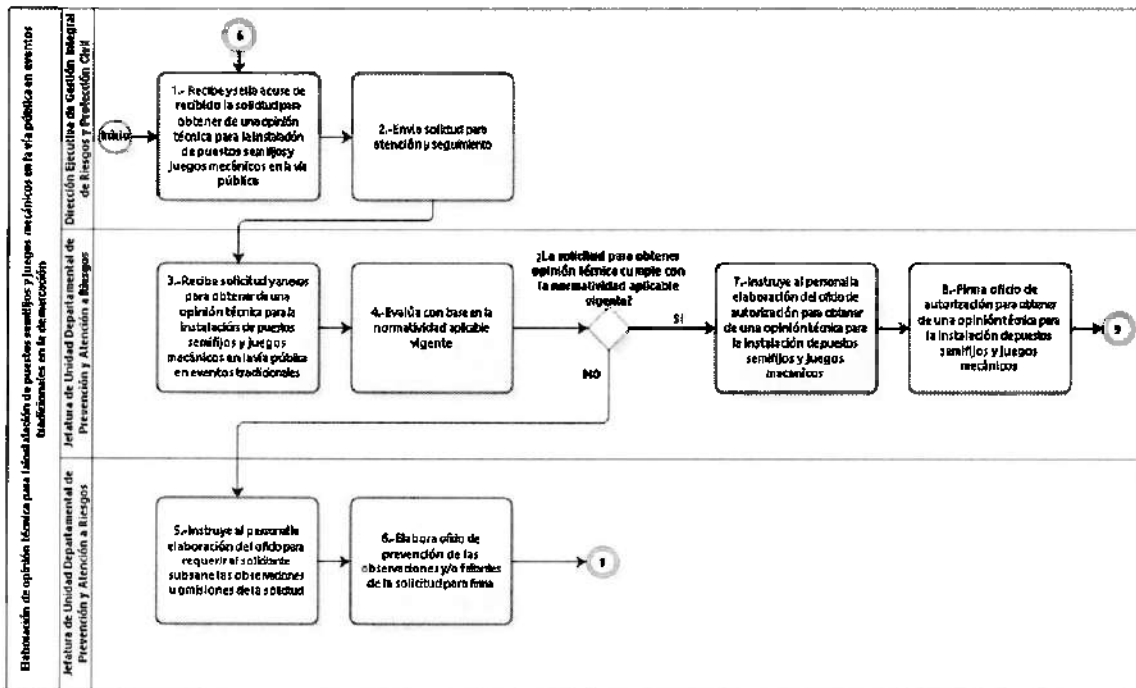 Elaboración de opinión técnica para la instalación de puestos semifijos y juegos mecánicos en la vía pública en eventos
tradicionales en la demarcación
Dirección Ejecutiva de Gestión Integral
de Riesgos y Protección Civil
6
Inicio
1.- Recibe y sella acuse de
recibido la solicitud para
obtener de una opinión
técnica para la instalación
de puestos semifijos y
juegos mecánicos en la vía
pública
2.-Envía solicitud para
atención y seguimiento
Jefatura de Unidad Departamental de
Prevención y Atención a Riesgos
3.-Recibe solicitud y anexos
para obtener de una
opinión técnica para la
instalación de puestos
semifijos y juegos
mecánicos en la vía pública
en eventos tradicionales
4.-Evalúa con base en la
normatividad aplicable
vigente
¿La solicitud para obtener
opinión técnica cumple con
la normatividad aplicable
vigente?
SI
NO
7.-Instruye al personal la
elaboración del oficio de
autorización para obtener
de una opinión técnica para
la instalación de puestos
semifijos y juegos
mecanicos
8.-Firma oficio de
autorización para obtener
de una opinión técnica para
la instalación de puestos
semifijos y juegos
mecánicos
9
Jefatura de Unidad Departamental de
Prevención y Atención a Riesgos
5.-Instruye al personal la
elaboración del oficio para
requerir al solicitante
subsane las observaciones
u omisiones de la solicitud
6.-Elabora oficio de
prevención de las
observaciones y/o faltantes
de la solicitud para firma